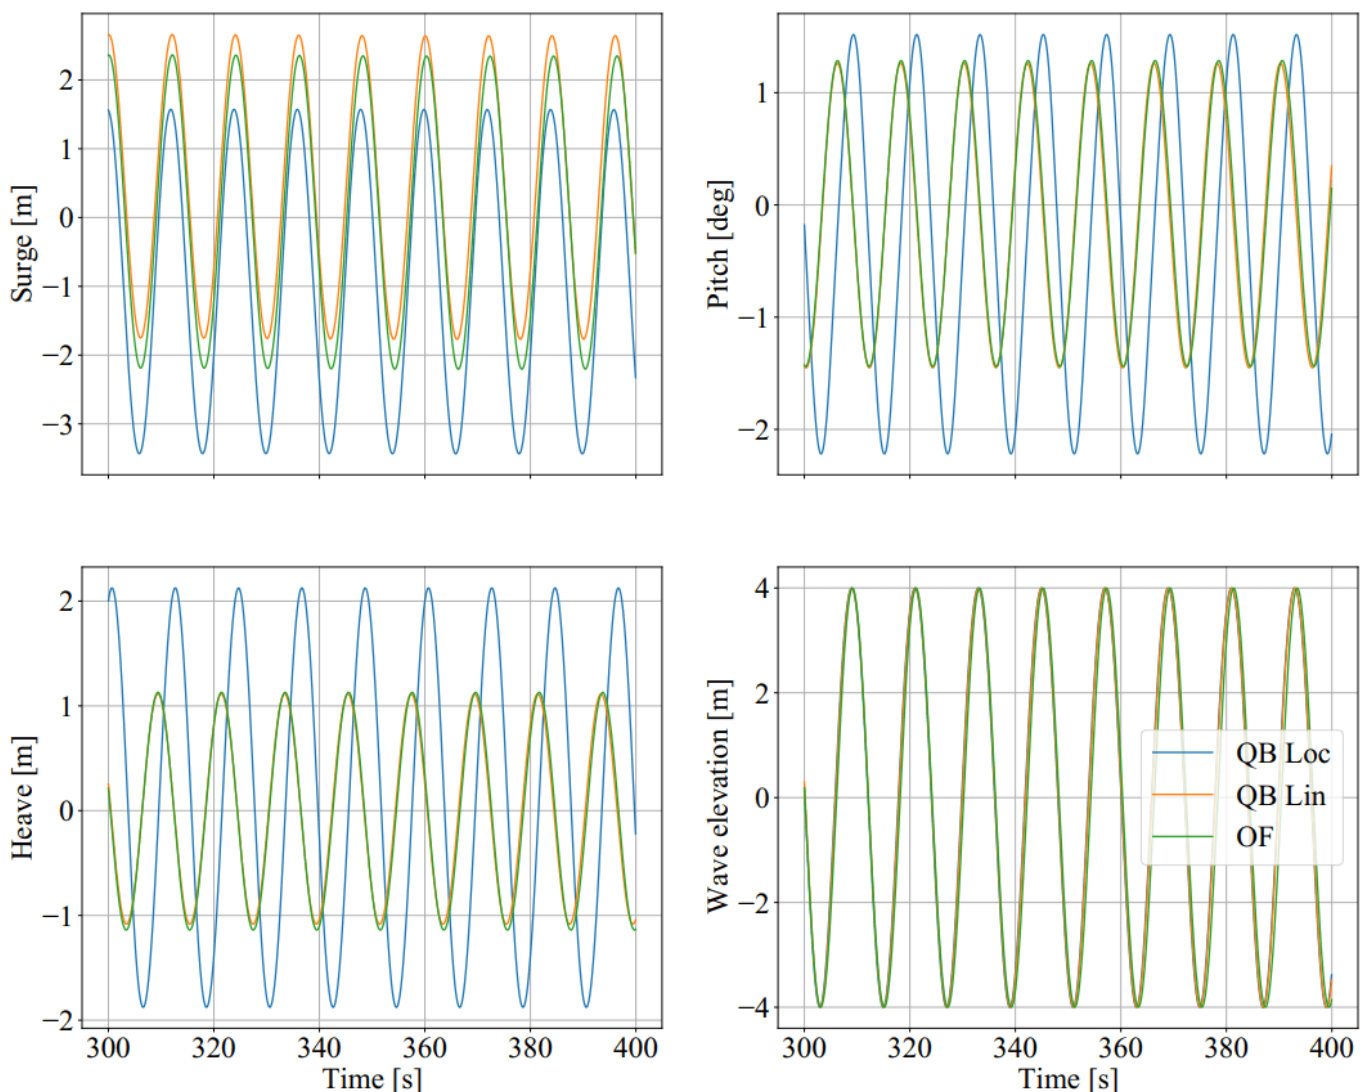 Surge [m]
2
1
0
−1
−2
−3
Pitch [deg]
1
0
−1
−2
Heave [m]
2
1
0
−1
−2
300 320 340 360 380 400
Time [s]
Wave elevation [m]
4
2
0
−2
−4
QB Loc
QB Lin
OF
300 320 340 360 380 400
Time [s]